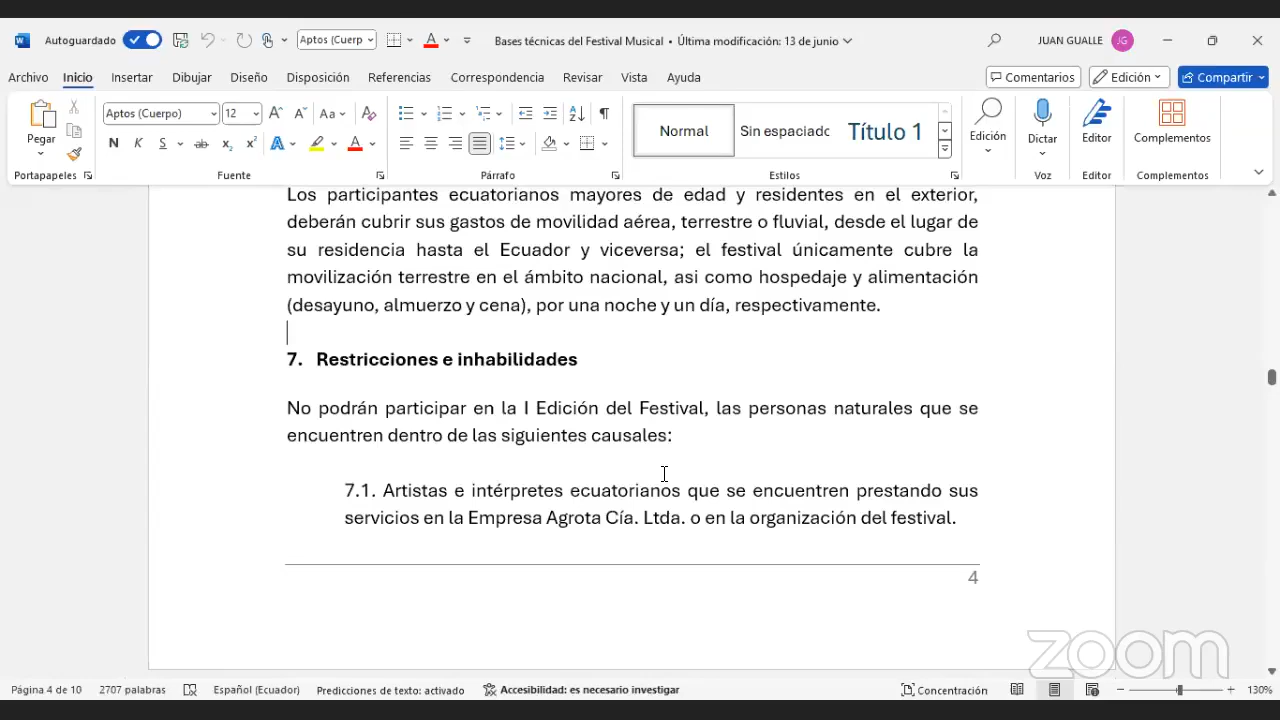 Autoguardado
Aptos (Cuerp
Bases técnicas del Festival Musical • Última modificación: 13 de junio
JUAN GUALLE JG
Archivo Inicio Insertar Dibujar Diseño Disposición Referencias Correspondencia Revisar Vista Ayuda
Comentarios Edición Compartir
Aptos (Cuerpo) 12
Pegar
Normal Sin espaciado Título 1
Edición Dictar Editor Complementos
Portapapeles Fuente Párrafo Estilos Voz Editor Complementos
Los participantes ecuatorianos mayores de edad y residentes en el exterior,
deberán cubrir sus gastos de movilidad aérea, terrestre o fluvial, desde el lugar de
su residencia hasta el Ecuador y viceversa; el festival únicamente cubre la
movilización terrestre en el ámbito nacional, asi como hospedaje y alimentación
(desayuno, almuerzo y cena), por una noche y un día, respectivamente.
7. Restricciones e inhabilidades
No podrán participar en la I Edición del Festival, las personas naturales que se
encuentren dentro de las siguientes causales:
7.1. Artistas e intérpretes ecuatorianos que se encuentren prestando sus
servicios en la Empresa Agrota Cía. Ltda. o en la organización del festival.
4
zoom
Página 4 de 10 2707 palabras Español (Ecuador) Predicciones de texto: activado Accesibilidad: es necesario investigar Concentración 130%